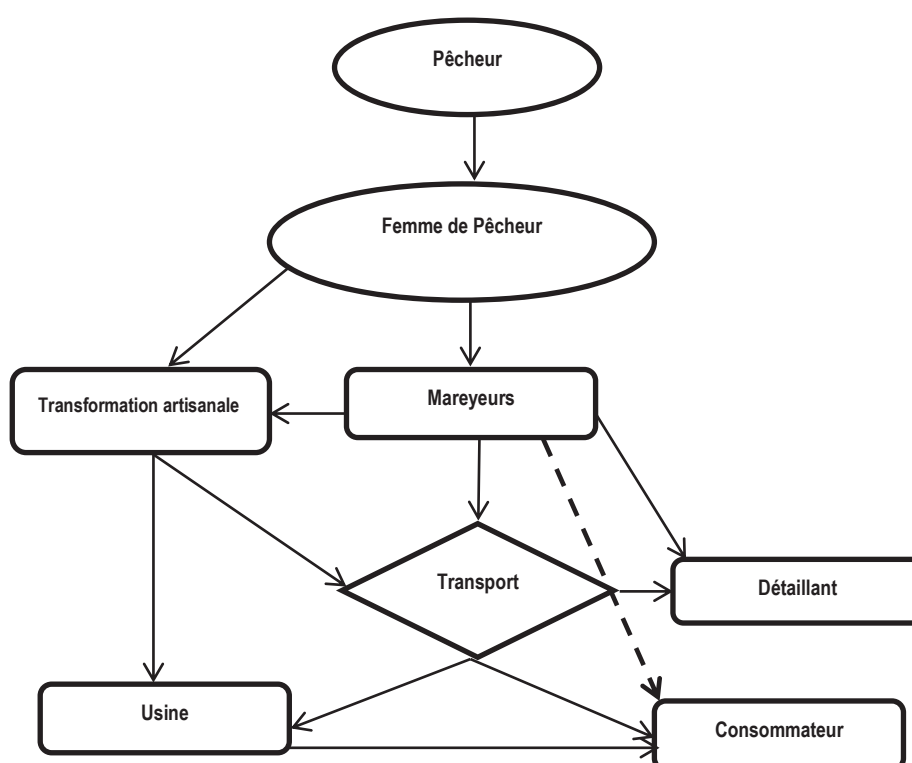 Pêcheur
Femme de Pêcheur
Transformation artisanale
Mareyeurs
Transport
Détaillant
Usine
Consommateur